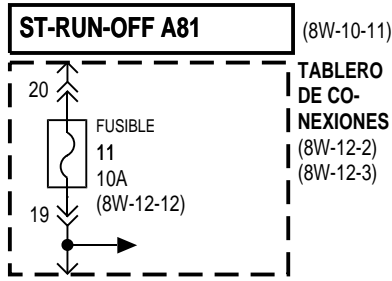 ST-RUN-OFF A81
(8W-10-11)
TABLERO
DE CO-
NEXIONES
(8W-12-2)
(8W-12-3)
20
FUSIBLE
11
10A
(8W-12-12)
19